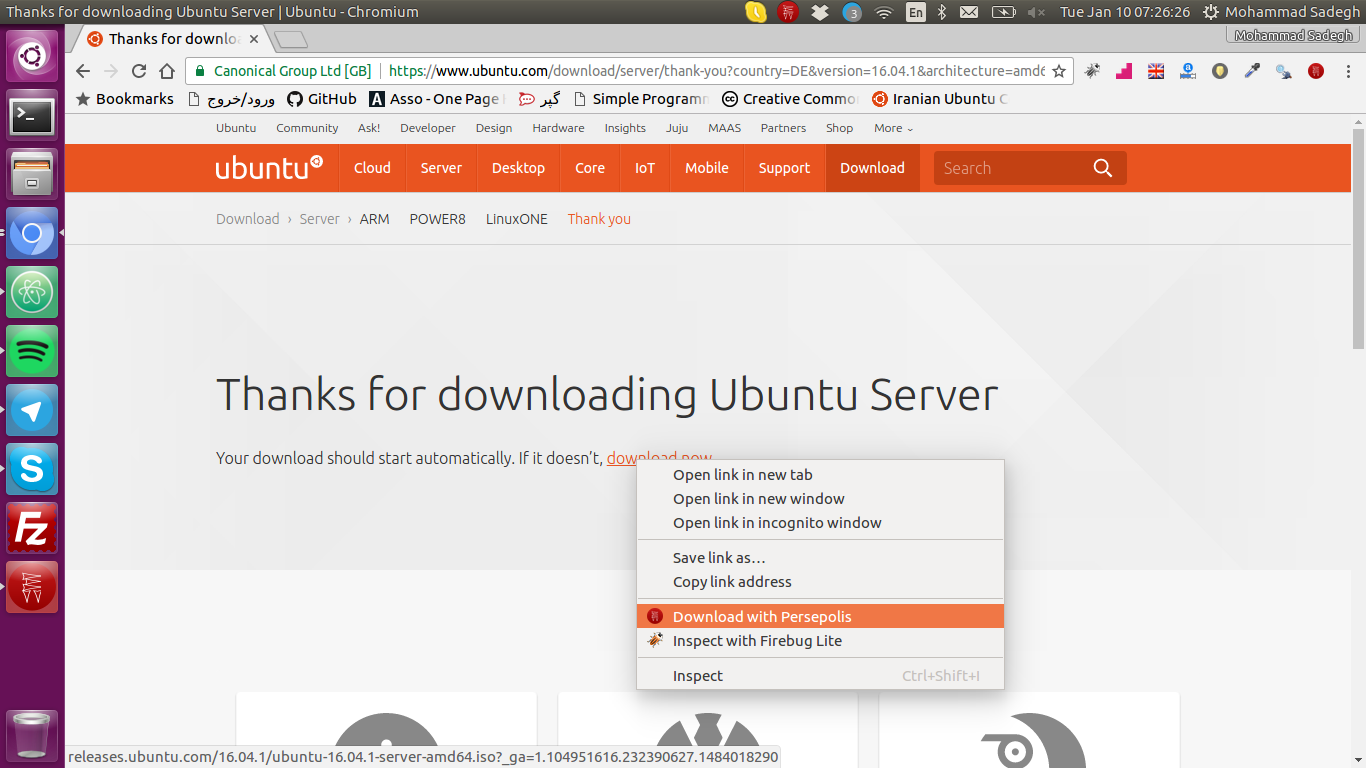 Thanks for downloading Ubuntu Server | Ubuntu - Chromium
3
En
Tue Jan 10 07:26:26
Mohammad Sadegh
Thanks for downlo
Mohammad Sadegh
Canonical Group Ltd [GB]
https://www.ubuntu.com/download/server/thank-you?country=DE&version=16.04.1&architecture=amd6
Bookmarks
ورود/خروج
GitHub
Asso - One Page
گپر
Simple Program
Creative Commo
Iranian Ubuntu C
Ubuntu
Community
Ask!
Developer
Design
Hardware
Insights
Juju
MAAS
Partners
Shop
More
ubuntu
Cloud
Server
Desktop
Core
IoT
Mobile
Support
Download
Search
Download › Server › ARM
POWER8
LinuxONE
Thank you
Thanks for downloading Ubuntu Server
Your download should start automatically. If it doesn’t, download now
Open link in new tab
Open link in new window
Open link in incognito window
Save link as…
Copy link address
Download with Persepolis
Inspect with Firebug Lite
Inspect Ctrl+Shift+I
releases.ubuntu.com/16.04.1/ubuntu-16.04.1-server-amd64.iso?_ga=1.104951616.232390627.1484018290